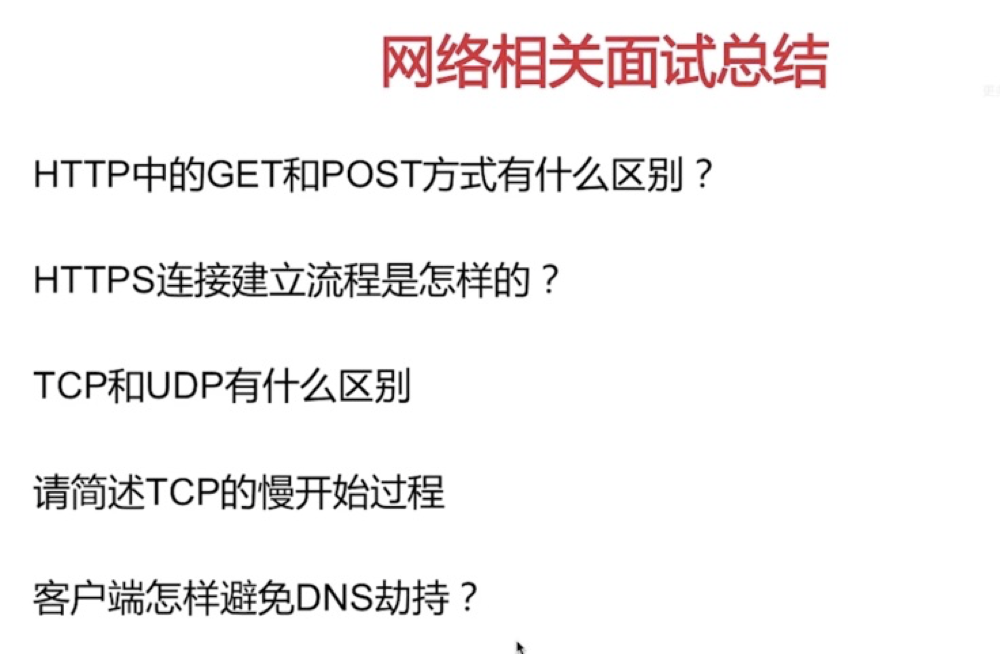 网络相关面试总结
HTTP中的GET和POST方式有什么区别？
HTTPS连接建立流程是怎样的？
TCP和UDP有什么区别
请简述TCP的慢开始过程
客户端怎样避免DNS劫持？